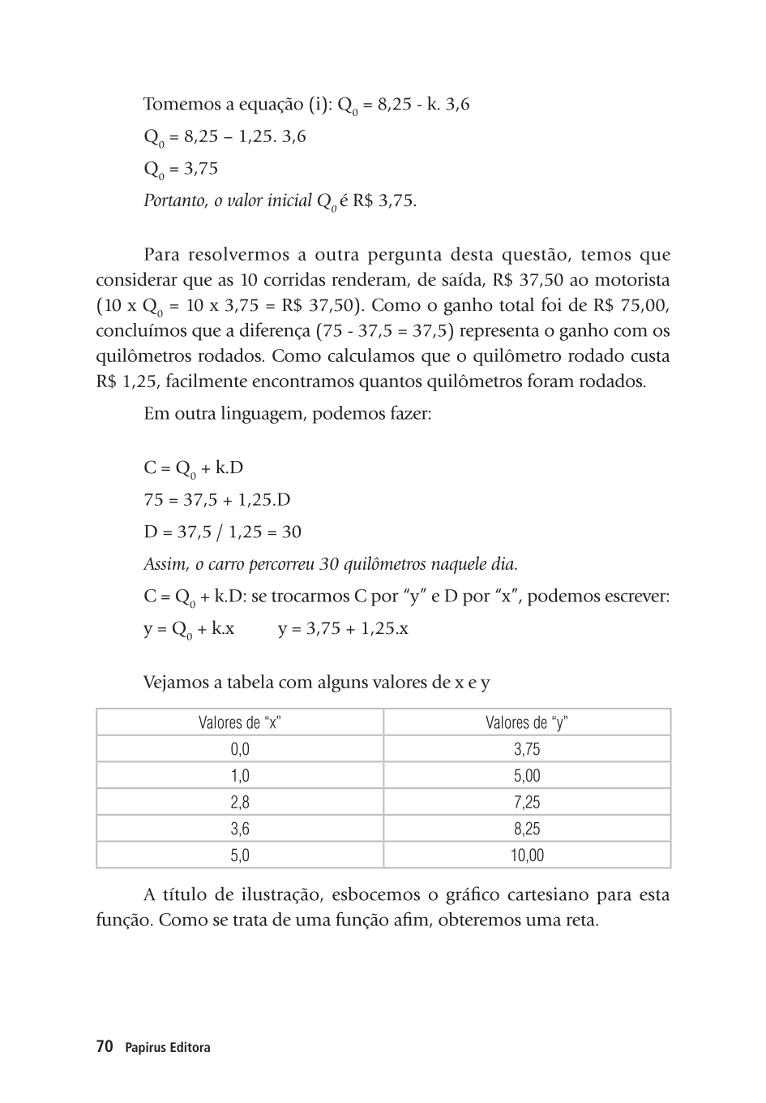 Tomemos a equação (i): Q0 = 8,25 - k. 3,6
Q0 = 8,25 – 1,25. 3,6
Q0 = 3,75
Portanto, o valor inicial Q0 é R$ 3,75.
Para resolvermos a outra pergunta desta questão, temos que
considerar que as 10 corridas renderam, de saída, R$ 37,50 ao motorista
(10 x Q0 = 10 x 3,75 = R$ 37,50). Como o ganho total foi de R$ 75,00,
concluímos que a diferença (75 - 37,5 = 37,5) representa o ganho com os
quilômetros rodados. Como calculamos que o quilômetro rodado custa
R$ 1,25, facilmente encontramos quantos quilômetros foram rodados.
Em outra linguagem, podemos fazer:
C = Q0 + k.D
75 = 37,5 + 1,25.D
D = 37,5 / 1,25 = 30
Assim, o carro percorreu 30 quilômetros naquele dia.
C = Q0 + k.D: se trocarmos C por “y” e D por “x”, podemos escrever:
y = Q0 + k.x y = 3,75 + 1,25.x
Vejamos a tabela com alguns valores de x e y
Valores de “x” Valores de “y”
0,0 3,75
1,0 5,00
2,8 7,25
3,6 8,25
5,0 10,00
A título de ilustração, esbocemos o gráfico cartesiano para esta
função. Como se trata de uma função afim, obteremos uma reta.
70 Papirus Editora